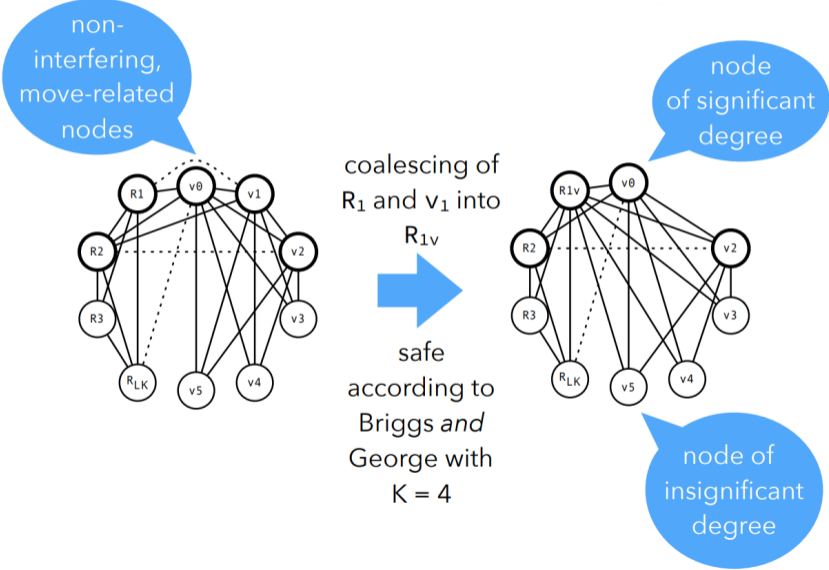 non-
interfering,
move-related
nodes
R1
v0
v1
R2
v2
R3
v3
RLK
v5
v4
coalescing of
R1 and v1 into
R1v
safe
according to
Briggs and
George with
K = 4
node
of significant
degree
R1v
v0
R2
v2
R3
v3
RLK
v5
v4
node of
insignificant
degree